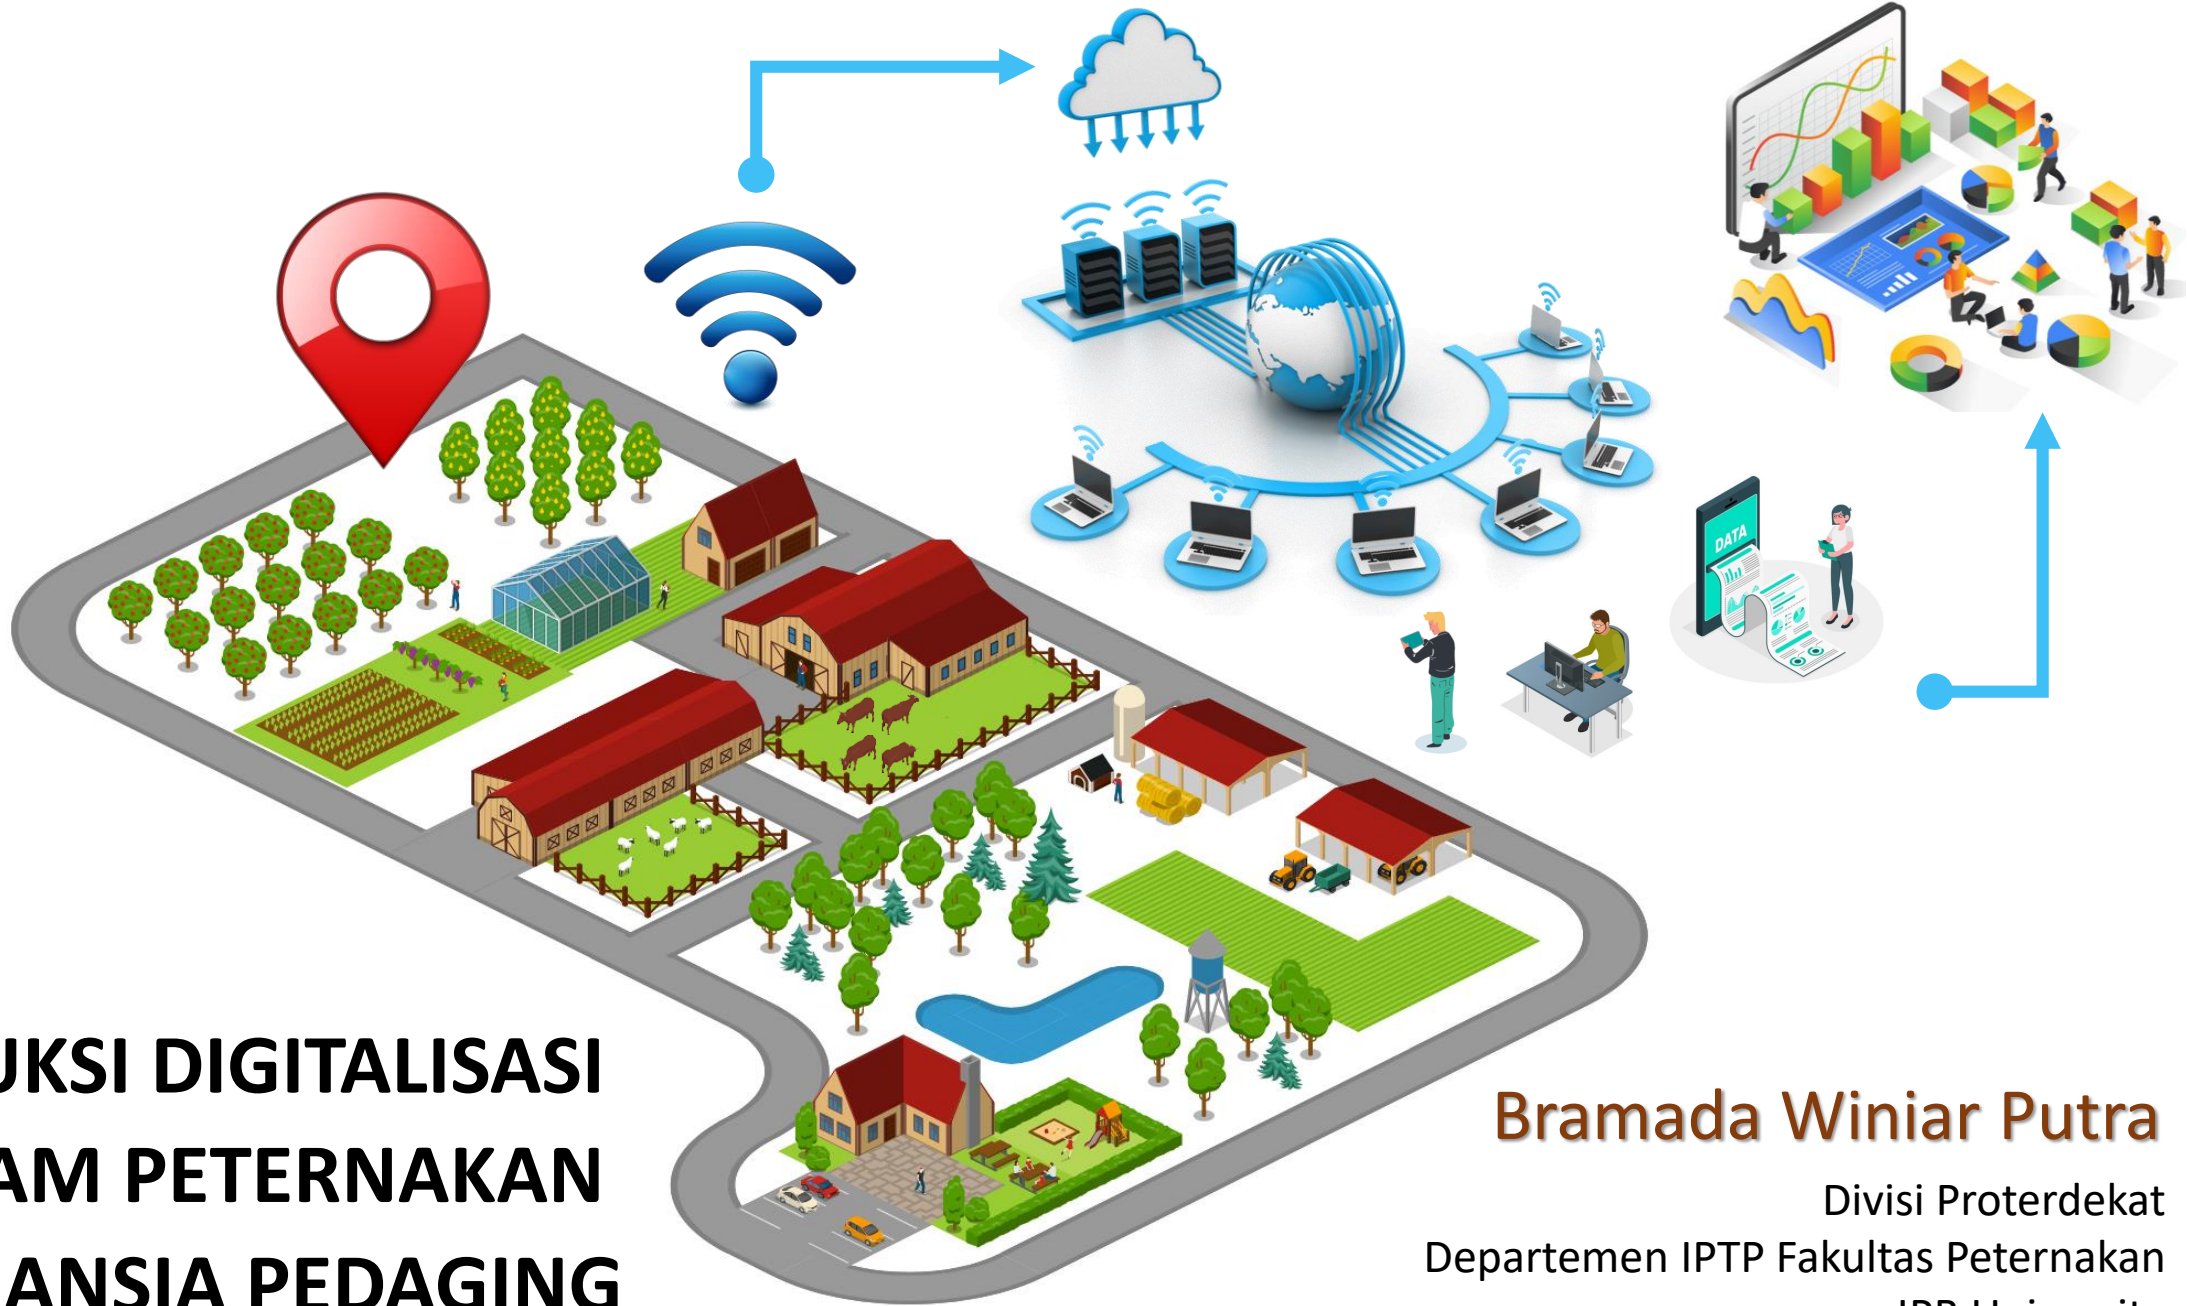 DATA
UKSI DIGITALISASI
AM PETERNAKAN
ANSIA PEDAGING
Bramada Winiar Putra
Divisi Proterdekat
Departemen IPTP Fakultas Peternakan